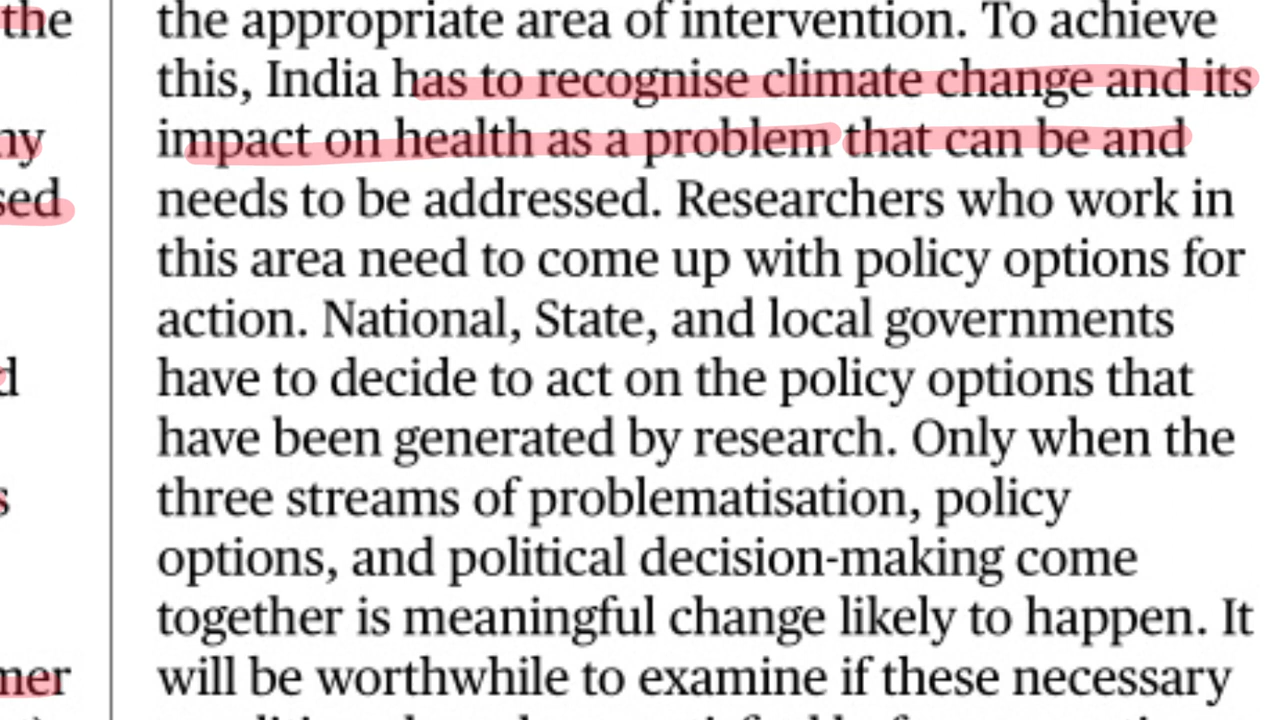 the
ny
sed
d
s
mer
the appropriate area of intervention. To achieve
this, India has to recognise climate change and its
impact on health as a problem that can be and
needs to be addressed. Researchers who work in
this area need to come up with policy options for
action. National, State, and local governments
have to decide to act on the policy options that
have been generated by research. Only when the
three streams of problematisation, policy
options, and political decision-making come
together is meaningful change likely to happen. It
will be worthwhile to examine if these necessary